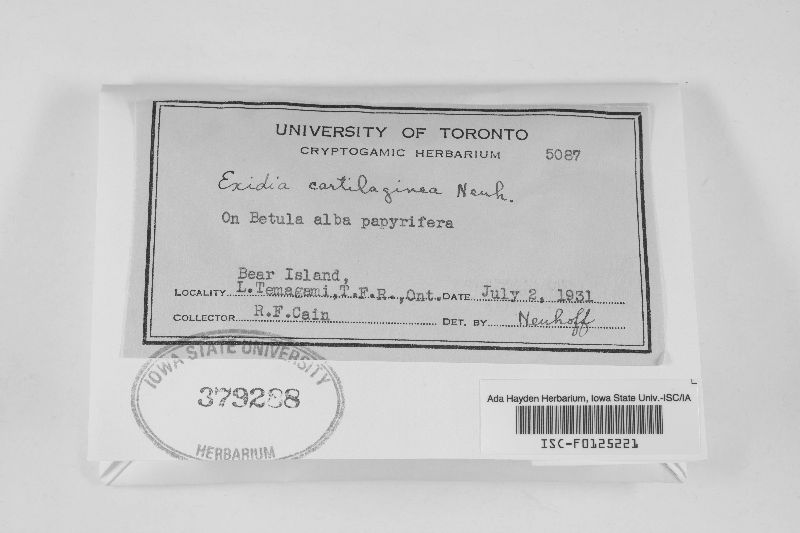 UNIVERSITY OF TORONTO
CRYPTOGAMIC HERBARIUM 5087
Exidia cartilaginea Neuh.
On Betula alba papyrifera
Bear Island,
LOCALITY L.Temagami,T.F.R.,Ont. DATE July 2, 1931
COLLECTOR R.F.Cain DET. BY Neuhoff
IOWA STATE UNIVERSITY
379288
HERBARIUM
Ada Hayden Herbarium, Iowa State Univ.-ISC/IA
ISC-F0125221